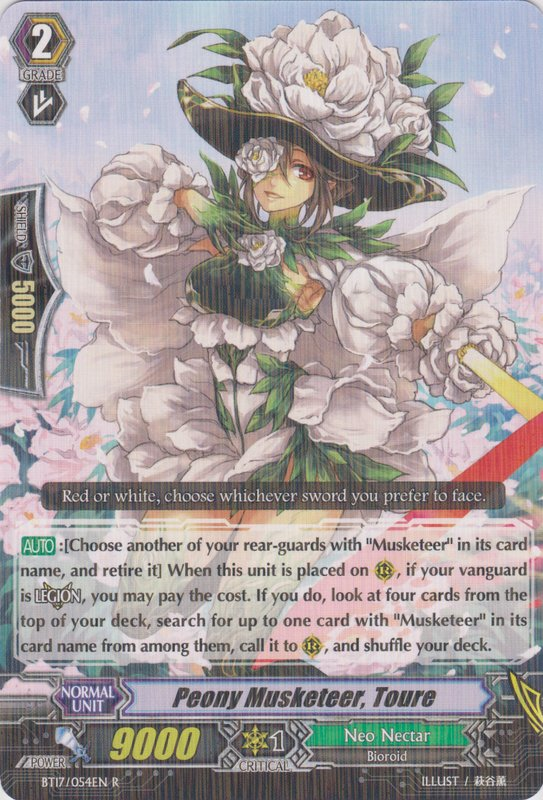 2
GRADE
SHIELD
5000
Red or white, choose whichever sword you prefer to face.
AUTO:[Choose another of your rear-guards with "Musketeer" in its card
name, and retire it] When this unit is placed on R, if your vanguard
is LEGION, you may pay the cost. If you do, look at four cards from the
top of your deck, search for up to one card with "Musketeer" in its
card name from among them, call it to R, and shuffle your deck.
NORMAL
UNIT
Peony Musketeer, Toure
POWER
9000
1
CRITICAL
Neo Nectar
Bioroid
BT17/054EN R
ILLUST / 萩谷薫